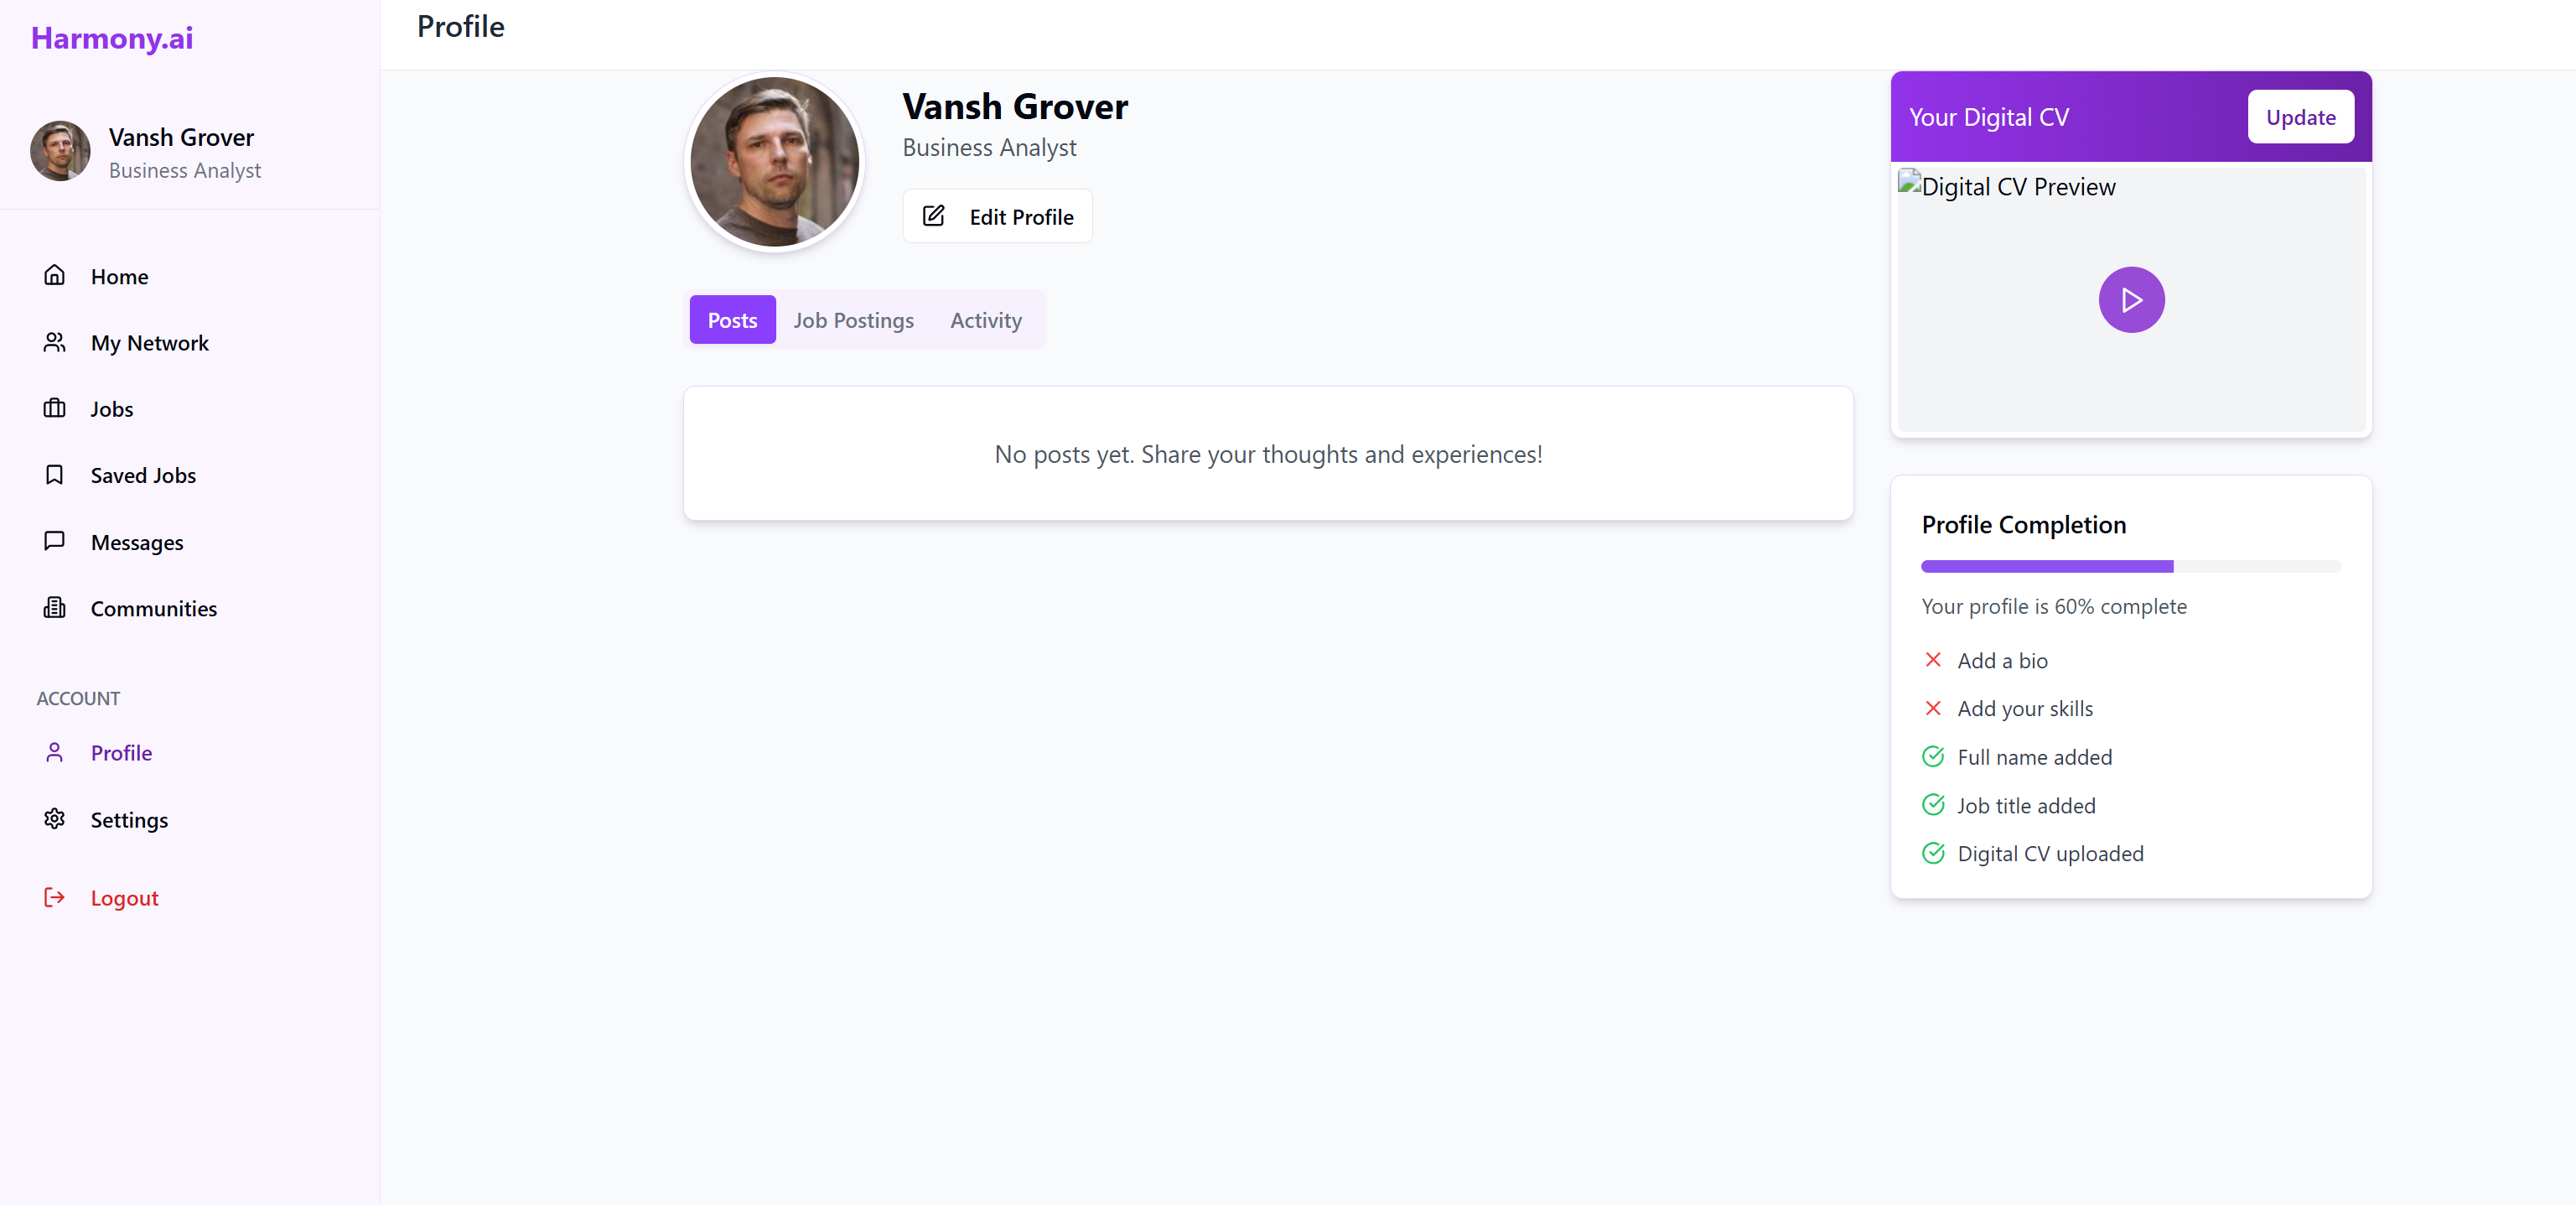 Harmony.ai
Vansh Grover
Business Analyst
Home
My Network
Jobs
Saved Jobs
Messages
Communities
ACCOUNT
Profile
Settings
Logout
Profile
Vansh Grover
Business Analyst
Edit Profile
Posts
Job Postings
Activity
No posts yet. Share your thoughts and experiences!
Your Digital CV
Update
Digital CV Preview
Profile Completion
Your profile is 60% complete
Add a bio
Add your skills
Full name added
Job title added
Digital CV uploaded